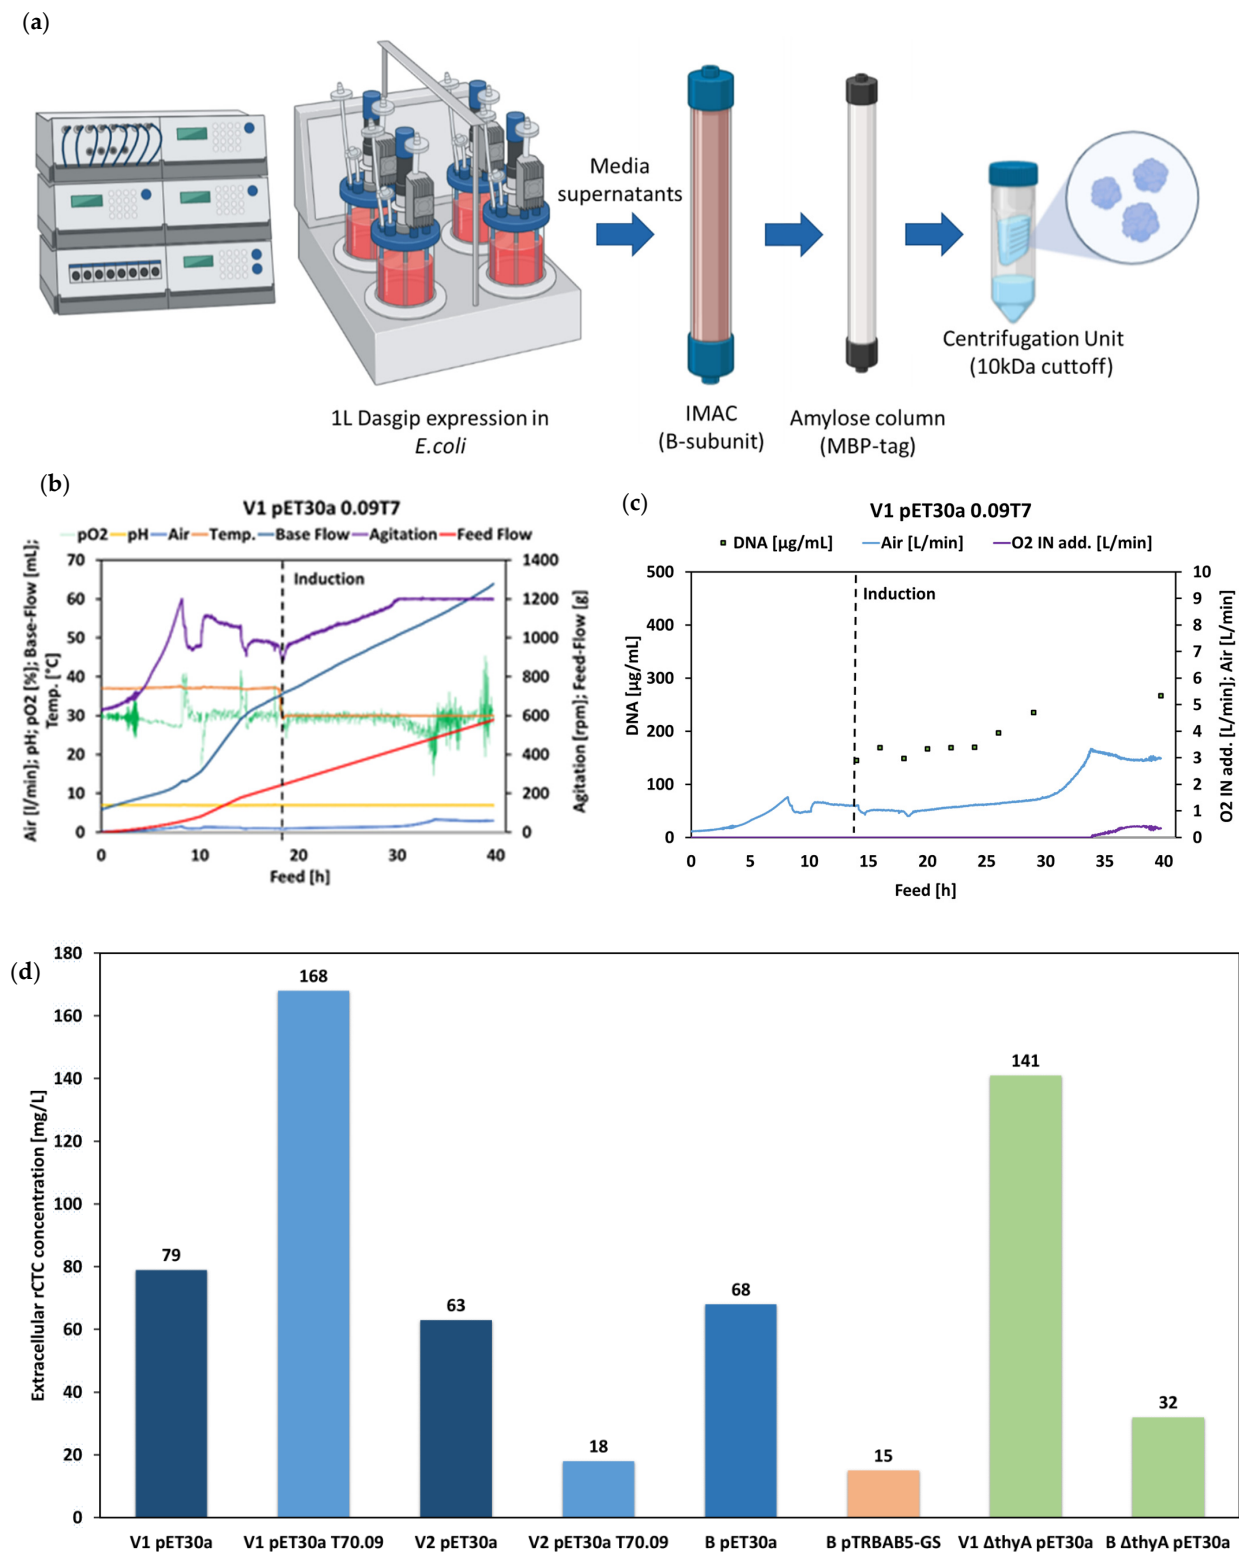 (a)
Media
supernatants
1L Dasgip expression in
E.coli
IMAC
(B-subunit)
Amylose column
(MBP-tag)
Centrifugation Unit
(10kDa cuttoff)
(b)
V1 pET30a 0.09T7
pO2 pH Air Temp. Base Flow Agitation Feed Flow
Induction
Air [l/min]; pH; pO2 [%]; Base-Flow [mL];
Temp. [°C]
70
60
50
40
30
20
10
0
1400
1200
1000
800
600
400
200
0
Agitation [rpm]; Feed-Flow [g]
0 10 20 30 40
Feed [h]
(c)
V1 pET30a 0.09T7
DNA [µg/mL] Air [L/min] O2 IN add. [L/min]
Induction
DNA [µg/mL]
500
400
300
200
100
0
10
9
8
7
6
5
4
3
2
1
0
O2 IN add. [L/min]; Air [L/min]
0 5 10 15 20 25 30 35 40
Feed [h]
(d)
Extracellular rCTC concentration [mg/L]
180
160
140
120
100
80
60
40
20
0
79
168
63
18
68
15
141
32
V1 pET30a V1 pET30a T70.09 V2 pET30a V2 pET30a T70.09 B pET30a B pTRBAB5-GS V1 ΔthyA pET30a B ΔthyA pET30a